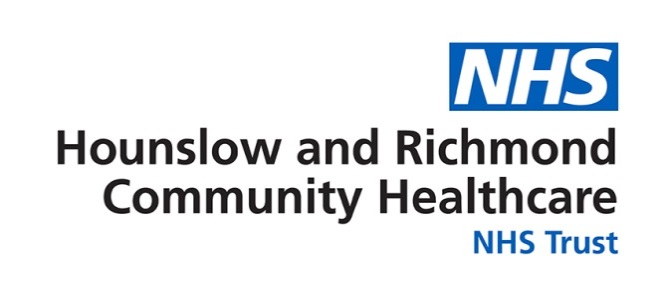 NHS
Hounslow and Richmond
Community Healthcare
NHS Trust